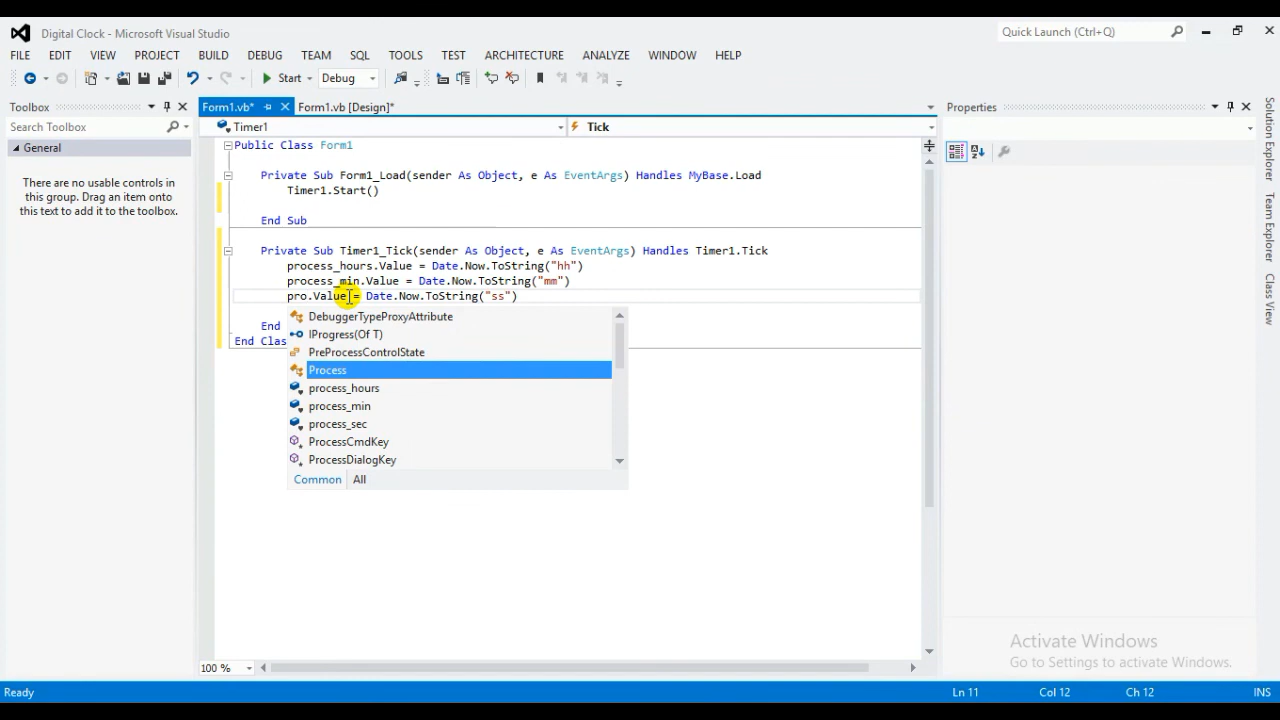 Digital Clock - Microsoft Visual Studio
Quick Launch (Ctrl+Q)
FILE EDIT VIEW PROJECT BUILD DEBUG TEAM SQL TOOLS TEST ARCHITECTURE ANALYZE WINDOW HELP
Start Debug
Toolbox
Form1.vb* Form1.vb [Design]*
Properties
Search Toolbox
Timer1 Tick
General
There are no usable controls in
this group. Drag an item onto
this text to add it to the toolbox.
Public Class Form1
Private Sub Form1_Load(sender As Object, e As EventArgs) Handles MyBase.Load
Timer1.Start()
End Sub
Private Sub Timer1_Tick(sender As Object, e As EventArgs) Handles Timer1.Tick
process_hours.Value = Date.Now.ToString("hh")
process_min.Value = Date.Now.ToString("mm")
pro.Value = Date.Now.ToString("ss")
End
End Clas
DebuggerTypeProxyAttribute
IProgress(Of T)
PreProcessControlState
Process
process_hours
process_min
process_sec
ProcessCmdKey
ProcessDialogKey
Common All
Solution Explorer
Team Explorer
Class View
Activate Windows
Go to Settings to activate Windows.
100 %
Ready
Ln 11 Col 12 Ch 12 INS